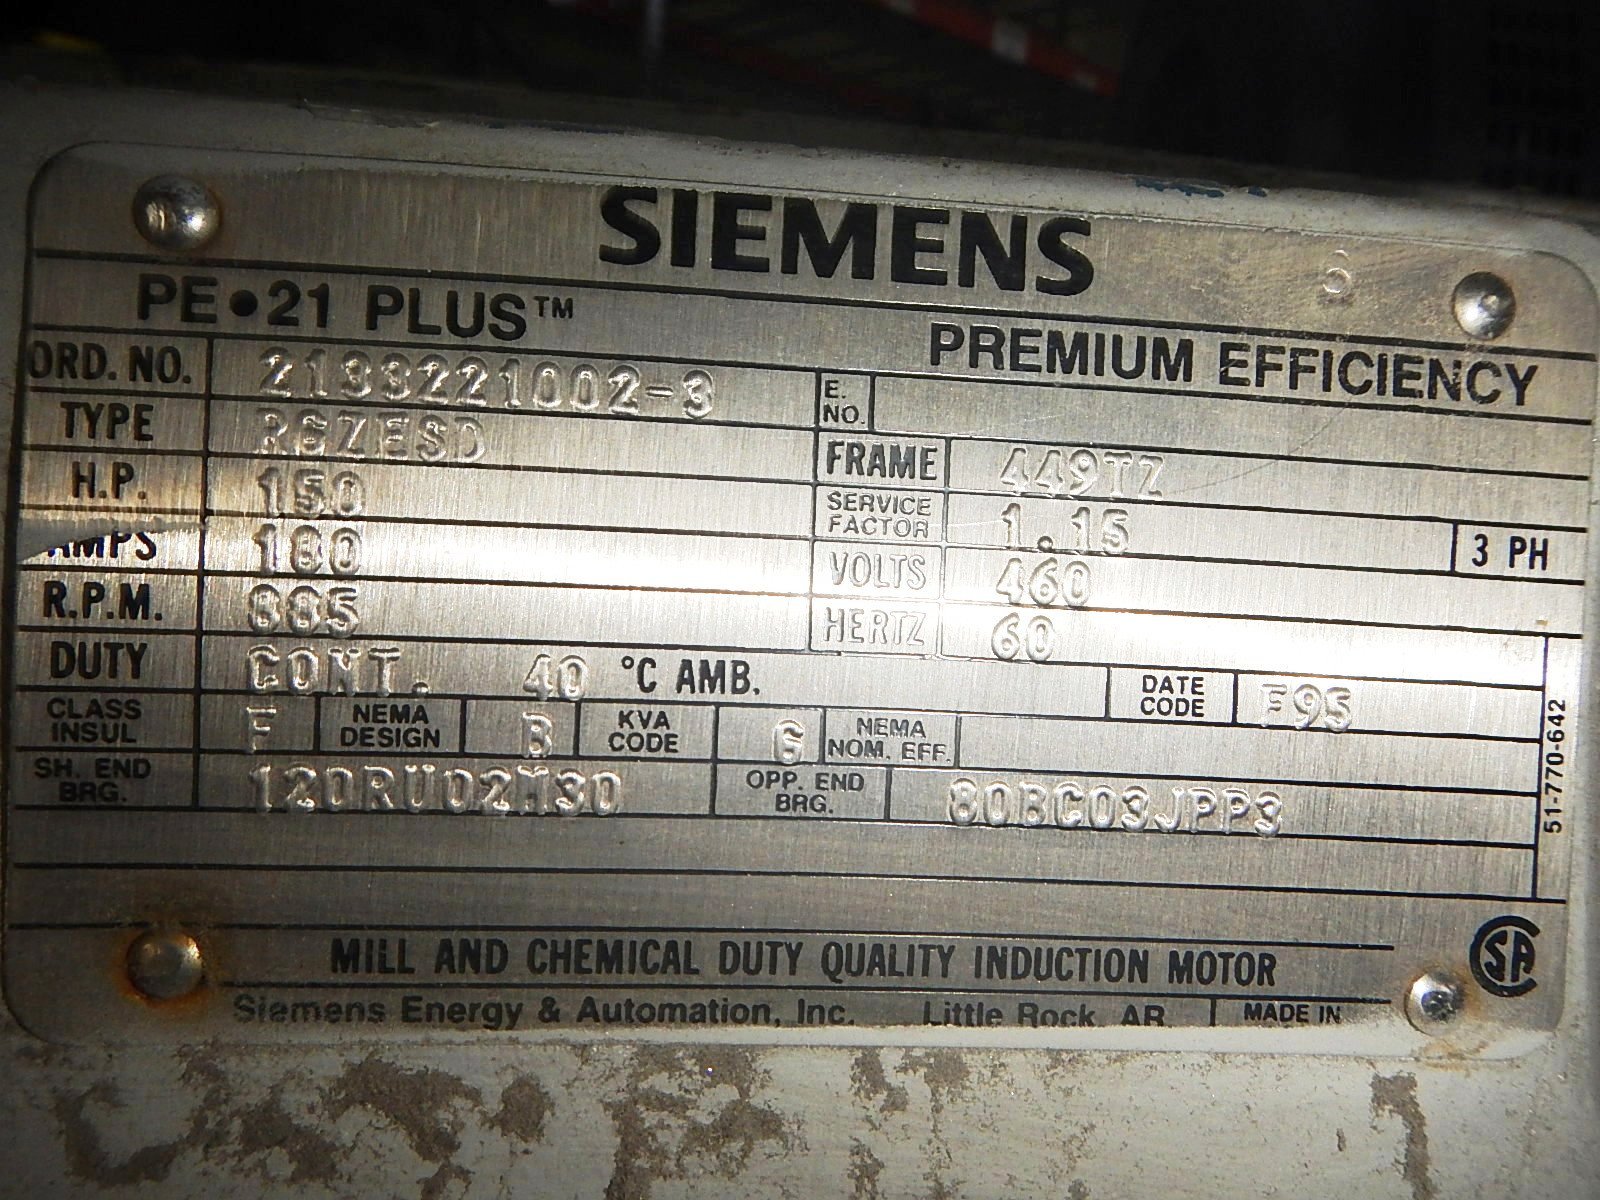 SIEMENS
PE•21 PLUS™ PREMIUM EFFICIENCY
ORD. NO. 2133221002-3 E. NO.
TYPE RGZESD FRAME 449TZ
H.P. 150 SERVICE FACTOR 1.15 3 PH
AMPS 180 VOLTS 460
R.P.M. 885 HERTZ 60
DUTY CONT. 40 °C AMB. DATE CODE F95
CLASS INSUL F NEMA DESIGN B KVA CODE G NEMA NOM. EFF.
SH. END BRG. 120RU02M30 OPP. END BRG. 80BC03JPP3
51-770-642
MILL AND CHEMICAL DUTY QUALITY INDUCTION MOTOR
SA
Siemens Energy & Automation, Inc. Little Rock, AR MADE IN